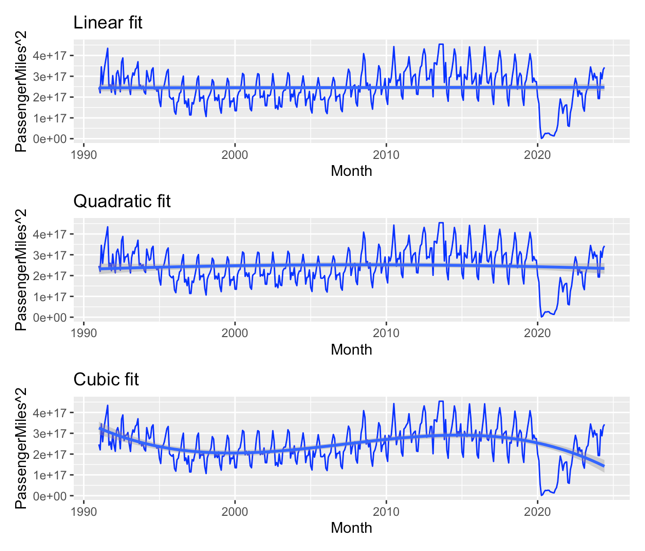 Linear fit
4e+17
3e+17
2e+17
1e+17
0e+00
PassengerMiles^2
1990
2000
2010
2020
Month
Quadratic fit
4e+17
3e+17
2e+17
1e+17
0e+00
PassengerMiles^2
1990
2000
2010
2020
Month
Cubic fit
4e+17
3e+17
2e+17
1e+17
0e+00
PassengerMiles^2
1990
2000
2010
2020
Month